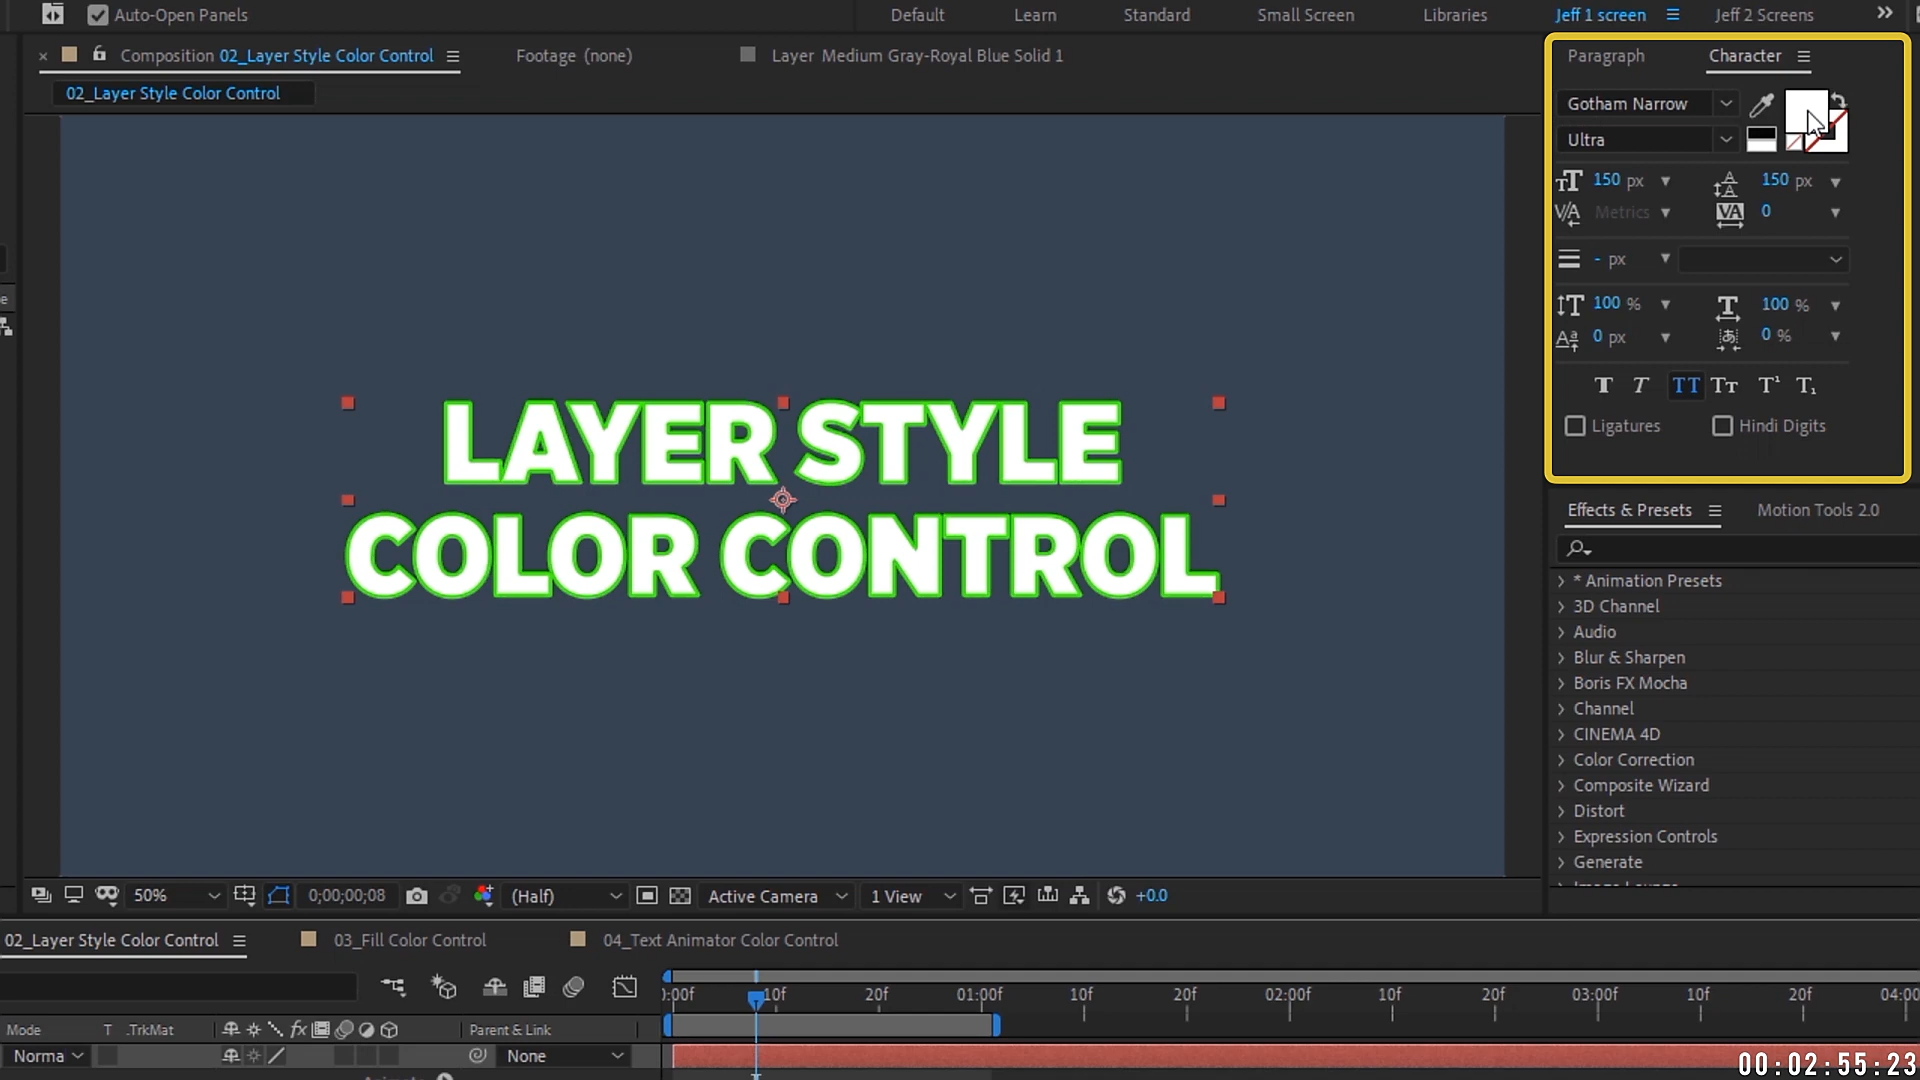 Auto-Open Panels
Default Learn Standard Small Screen Libraries Jeff 1 screen Jeff 2 Screens
Composition 02_Layer Style Color Control Footage (none) Layer Medium Gray-Royal Blue Solid 1
02_Layer Style Color Control
Paragraph Character
Gotham Narrow
Ultra
150 px 150 px
Metrics 0
- px
100 % 100 %
0 px 0 %
Ligatures Hindi Digits
LAYER STYLE
COLOR CONTROL
Effects & Presets Motion Tools 2.0
* Animation Presets
3D Channel
Audio
Blur & Sharpen
Boris FX Mocha
Channel
CINEMA 4D
Color Correction
Composite Wizard
Distort
Expression Controls
Generate
50% 0;00;00;08 (Half) Active Camera 1 View +0.0
02_Layer Style Color Control 03_Fill Color Control 04_Text Animator Color Control
):00f 10f 20f 01:00f 10f 20f 02:00f 10f 20f 03:00f 10f 20f 04:00
Mode T .TrkMat Parent & Link
Norma None
00:02:55:23